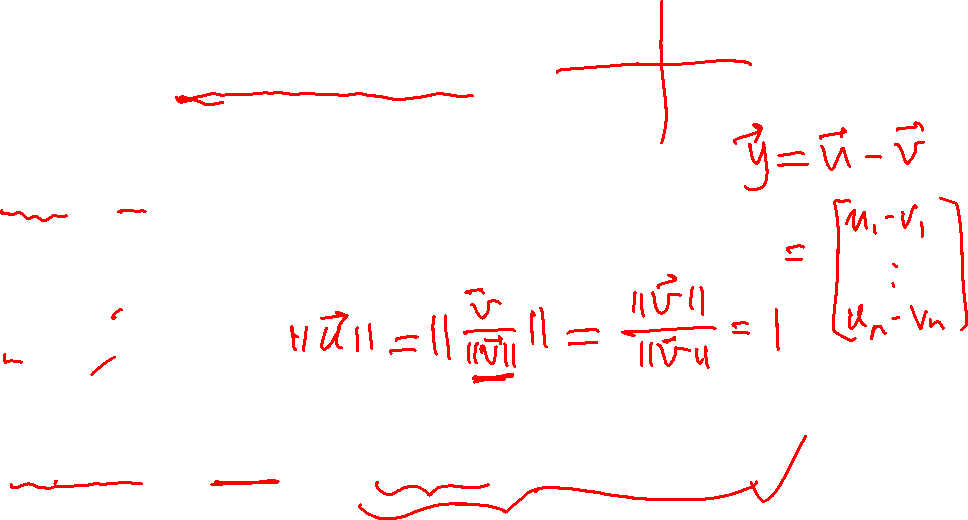 y⃗ = u⃗ - v⃗
= [u₁ - v₁ ⋮ uₙ - vₙ]
||u⃗|| = ||v⃗/||v⃗|||| = ||v⃗||/||v⃗|| = 1